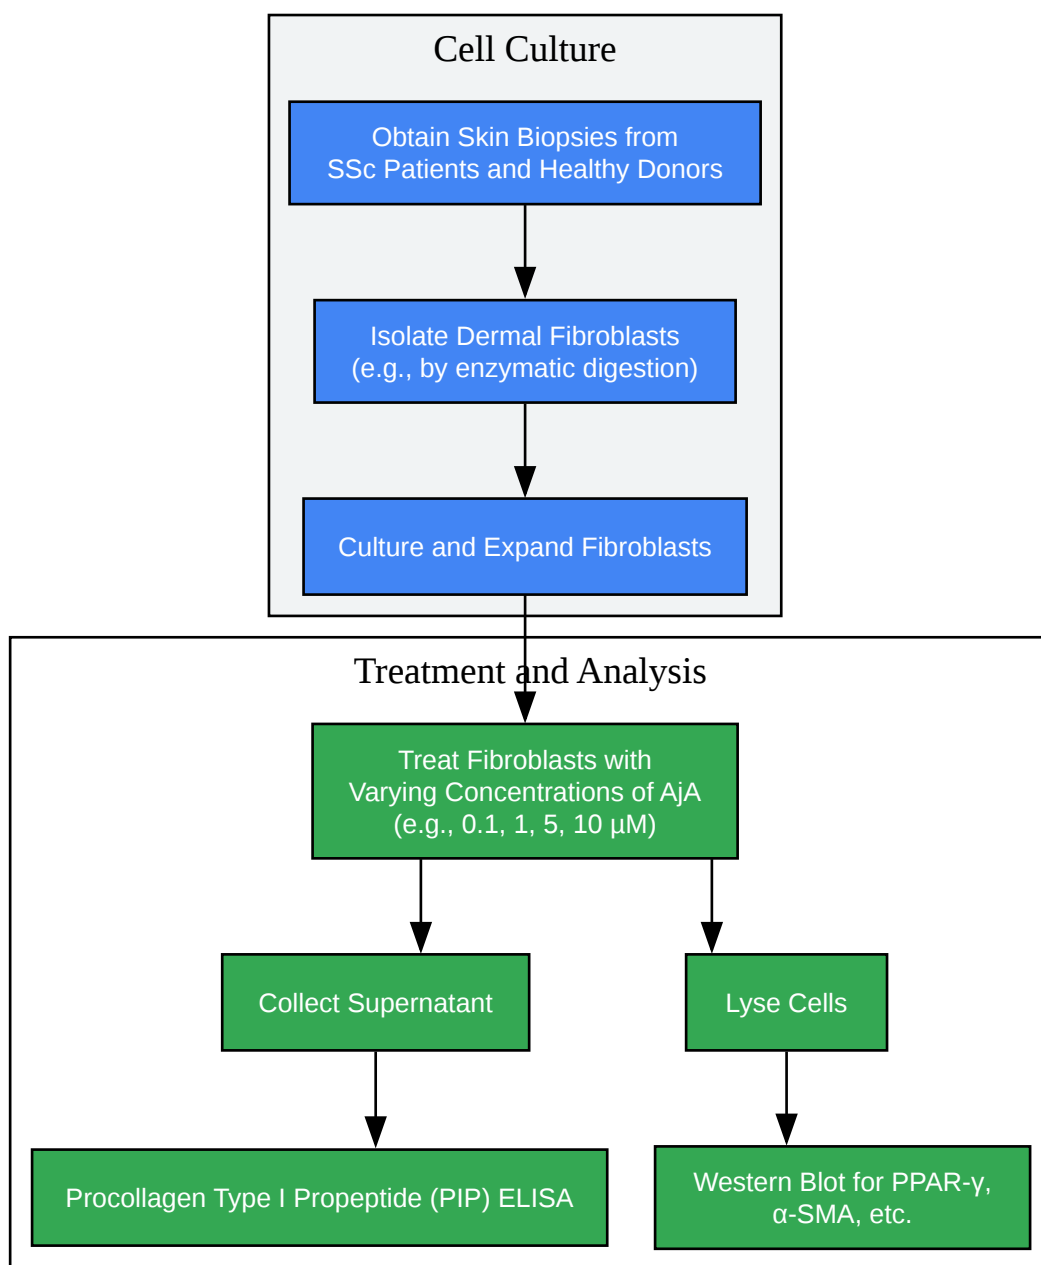 Cell Culture
Obtain Skin Biopsies from
SSc Patients and Healthy Donors
Isolate Dermal Fibroblasts
(e.g., by enzymatic digestion)
Culture and Expand Fibroblasts
Treatment and Analysis
Treat Fibroblasts with
Varying Concentrations of AjA
(e.g., 0.1, 1, 5, 10 µM)
Collect Supernatant
Lyse Cells
Procollagen Type I Propeptide (PIP) ELISA
Western Blot for PPAR-γ,
α-SMA, etc.